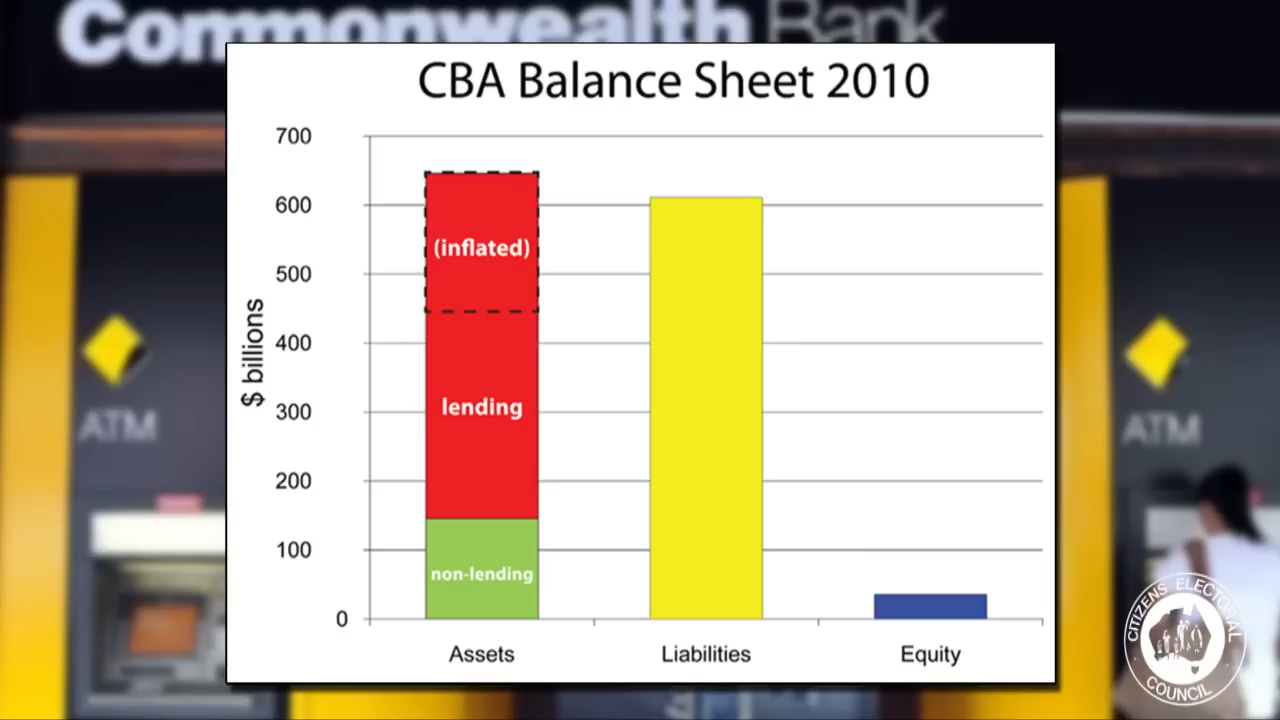 Commonwealth Bank
CBA Balance Sheet 2010
$ billions
700
600
500
400
300
200
100
0
(inflated)
lending
non-lending
Assets
Liabilities
Equity
ATM
ATM
CITIZENS ELECTORAL
COUNCIL